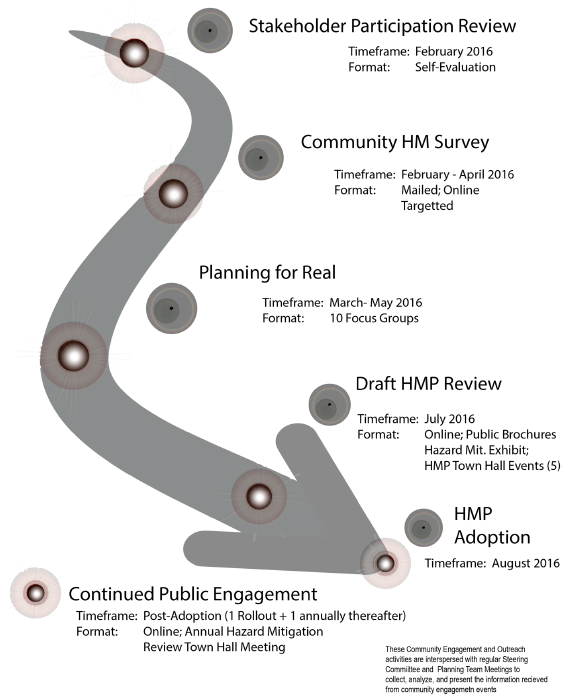 Stakeholder Participation Review
Timeframe: February 2016
Format: Self-Evaluation
Community HM Survey
Timeframe: February - April 2016
Format: Mailed; Online
Targetted
Planning for Real
Timeframe: March- May 2016
Format: 10 Focus Groups
Draft HMP Review
Timeframe: July 2016
Format: Online; Public Brochures
Hazard Mit. Exhibit;
HMP Town Hall Events (5)
HMP
Adoption
Timeframe: August 2016
Continued Public Engagement
Timeframe: Post-Adoption (1 Rollout + 1 annually thereafter)
Format: Online; Annual Hazard Mitigation
Review Town Hall Meeting
These Community Engagement and Outreach
activities are interspersed with regular Steering
Committee and Planning Team Meetings to
collect, analyze, and present the information recieved
from community engagemetn events